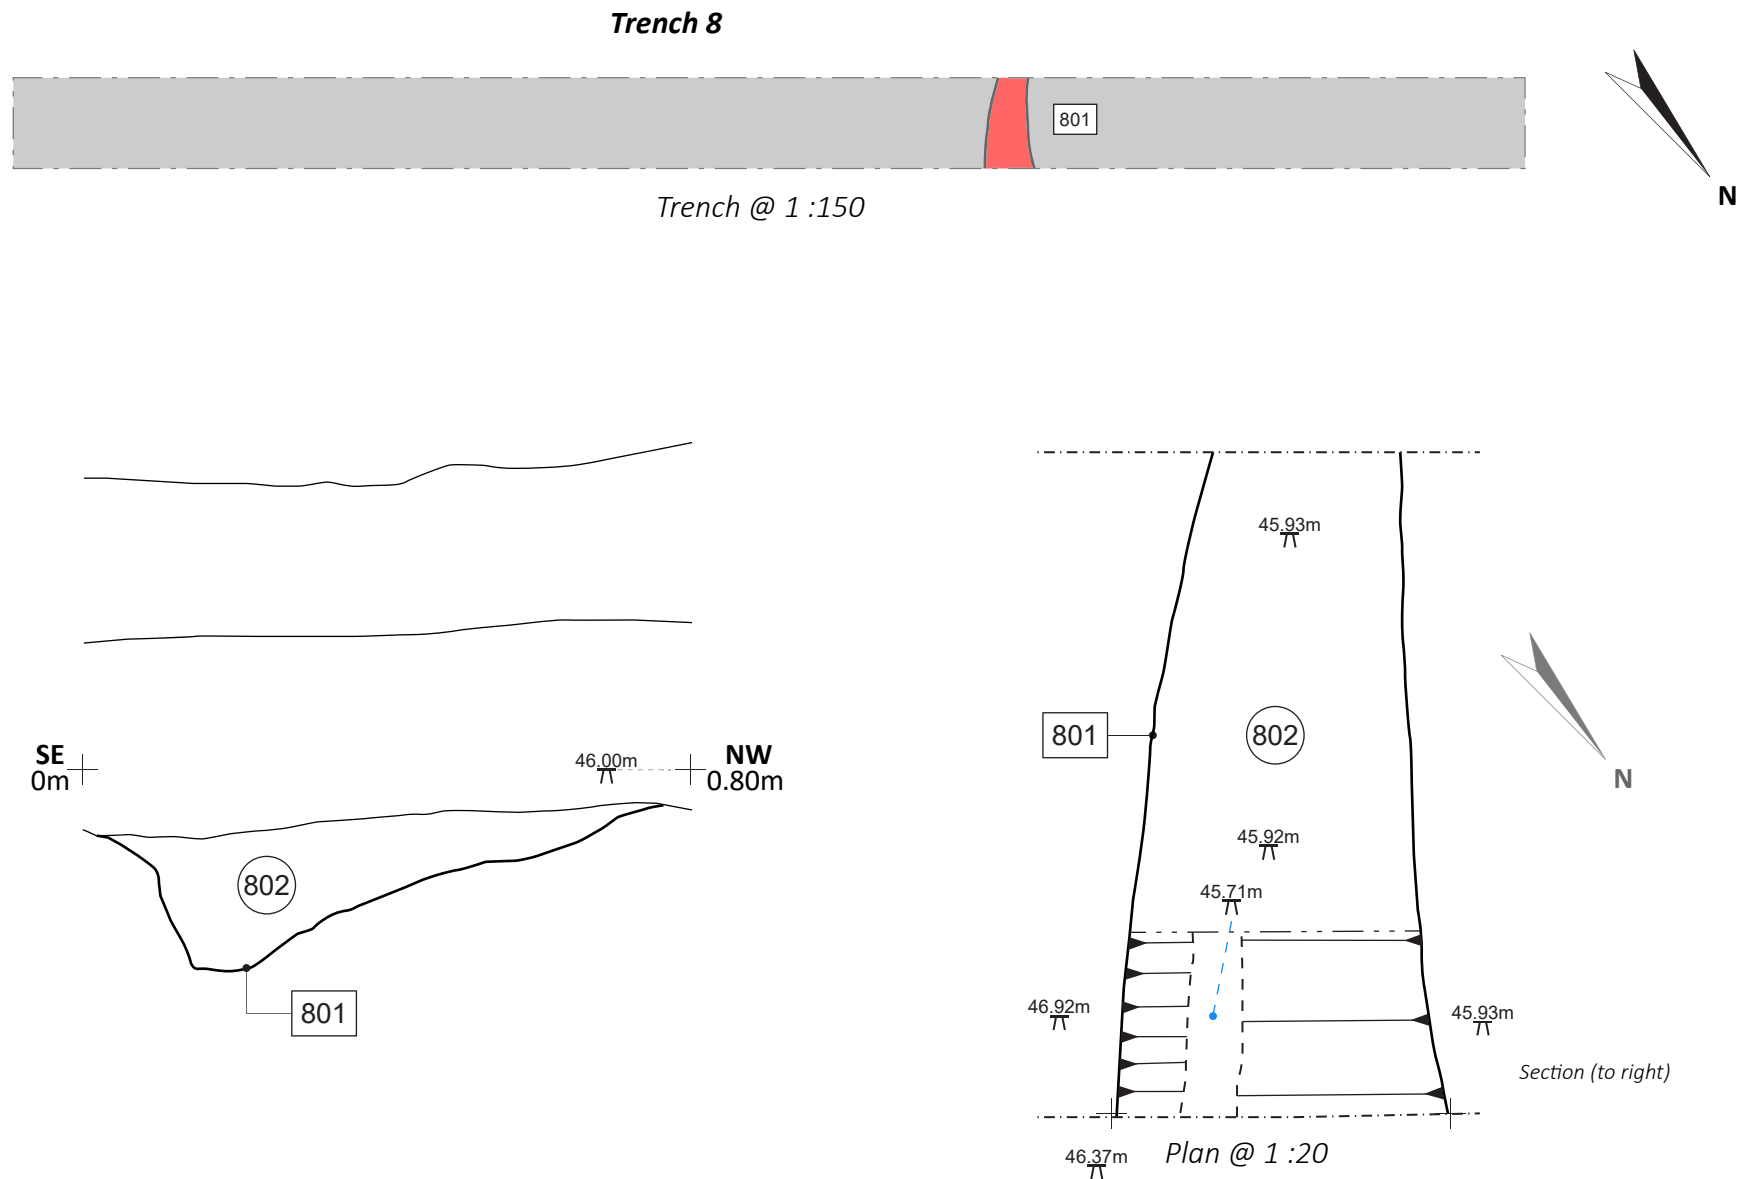 Trench 8
801
N
Trench @ 1 :150
45.93m
801
802
N
SE
0m
46.00m
NW
0.80m
802
801
45.92m
45.71m
46.92m
45.93m
Section (to right)
46.37m
Plan @ 1 :20